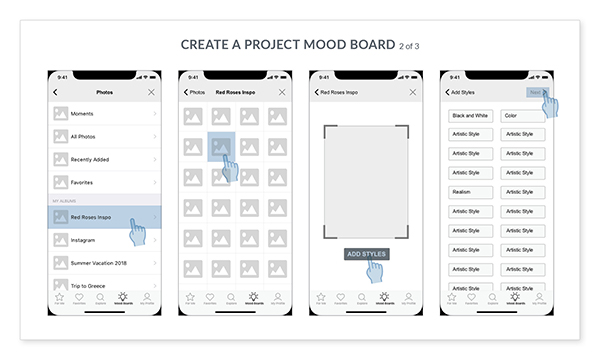 CREATE A PROJECT MOOD BOARD 2 of 3
9:41
Photos
Moments
All Photos
Recently Added
Favorites
MY ALBUMS
Red Roses Inspo
Instagram
Summer Vacation 2018
Trip to Greece
For Me
Favorites
Explore
Mood Boards
My Profile
9:41
Photos
Red Roses Inspo
For Me
Favorites
Explore
Mood Boards
My Profile
9:41
Red Roses Inspo
ADD STYLES
For Me
Favorites
Explore
Mood Boards
My Profile
9:41
Add Styles
Next
Black and White
Color
Artistic Style
Artistic Style
Artistic Style
Artistic Style
Artistic Style
Artistic Style
Realism
Artistic Style
Artistic Style
Artistic Style
Artistic Style
Artistic Style
Artistic Style
Artistic Style
Artistic Style
Artistic Style
For Me
Favorites
Explore
Mood Boards
My Profile